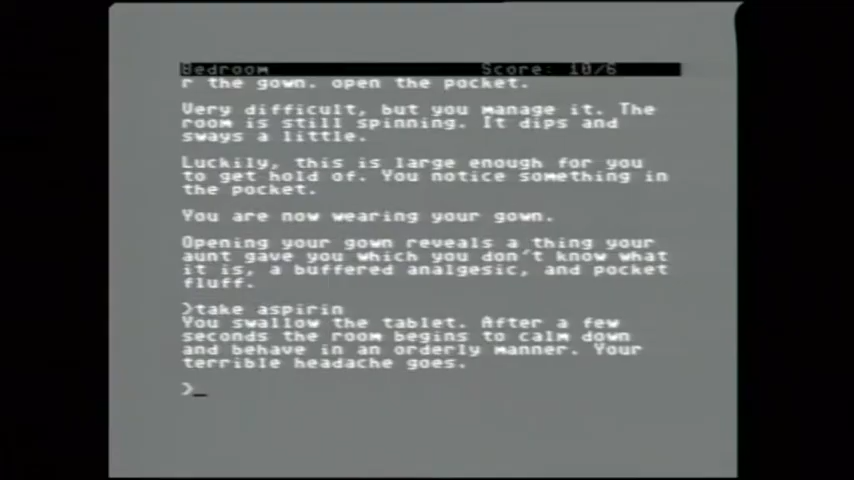 Bedroom Score: 10/6
r the gown. open the pocket.
Very difficult, but you manage it. The
room is still spinning. It dips and
sways a little.
Luckily, this is large enough for you
to get hold of. You notice something in
the pocket.
You are now wearing your gown.
Opening your gown reveals a thing your
aunt gave you which you don't know what
it is, a buffered analgesic, and pocket
fluff.
>take aspirin
You swallow the tablet. After a few
seconds the room begins to calm down
and behave in an orderly manner. Your
terrible headache goes.
>_